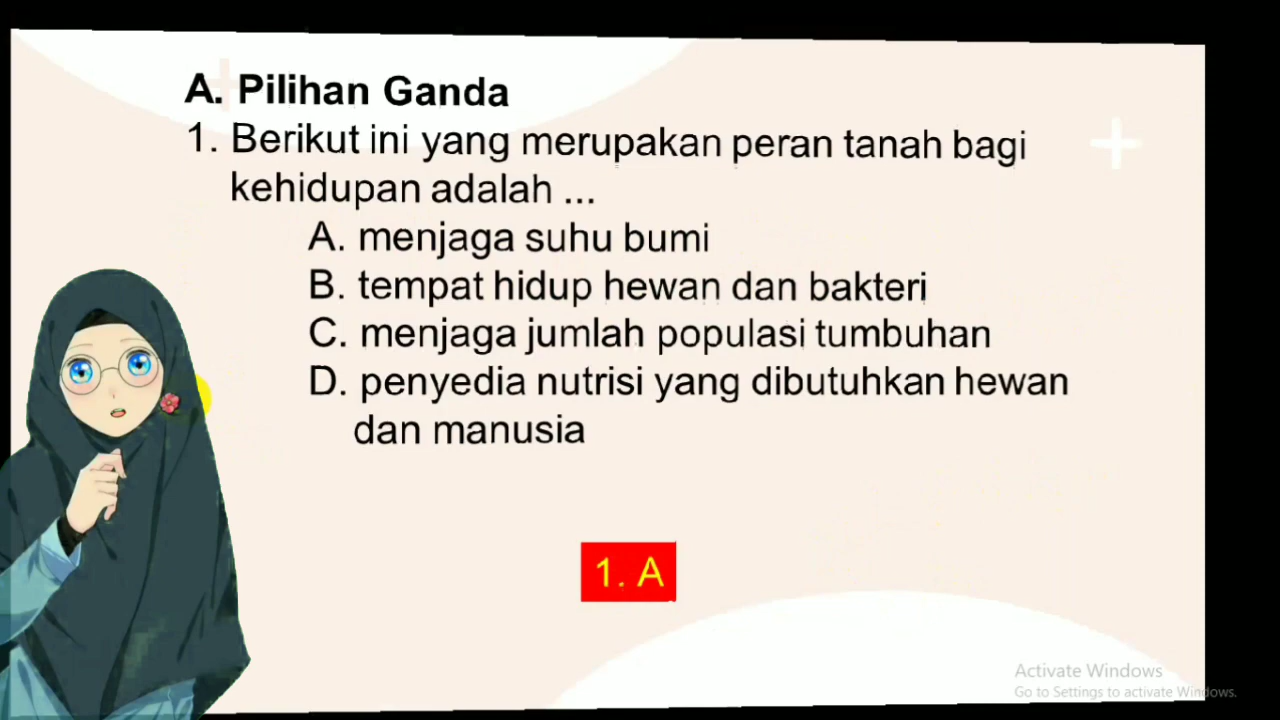 A. Pilihan Ganda
1. Berikut ini yang merupakan peran tanah bagi
kehidupan adalah ...
A. menjaga suhu bumi
B. tempat hidup hewan dan bakteri
C. menjaga jumlah populasi tumbuhan
D. penyedia nutrisi yang dibutuhkan hewan
dan manusia
1. A
Activate Windows
Go to Settings to activate Windows.